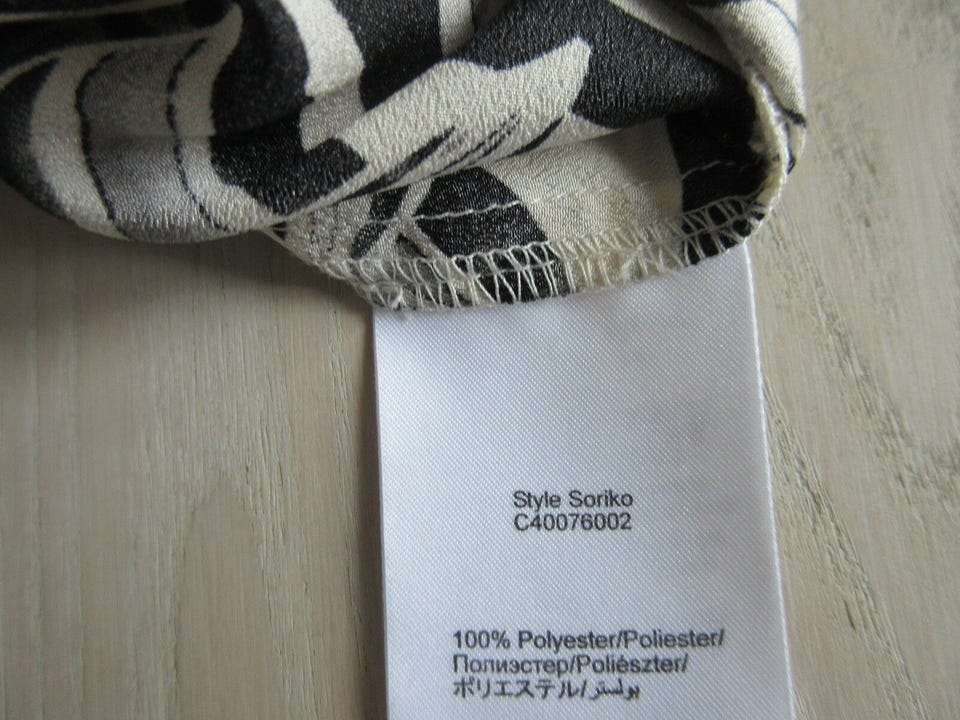 Style Soriko
C40076002
100% Polyester/Poliester/
Полиэстер/Poliészter/
ポリエステル/بولستر